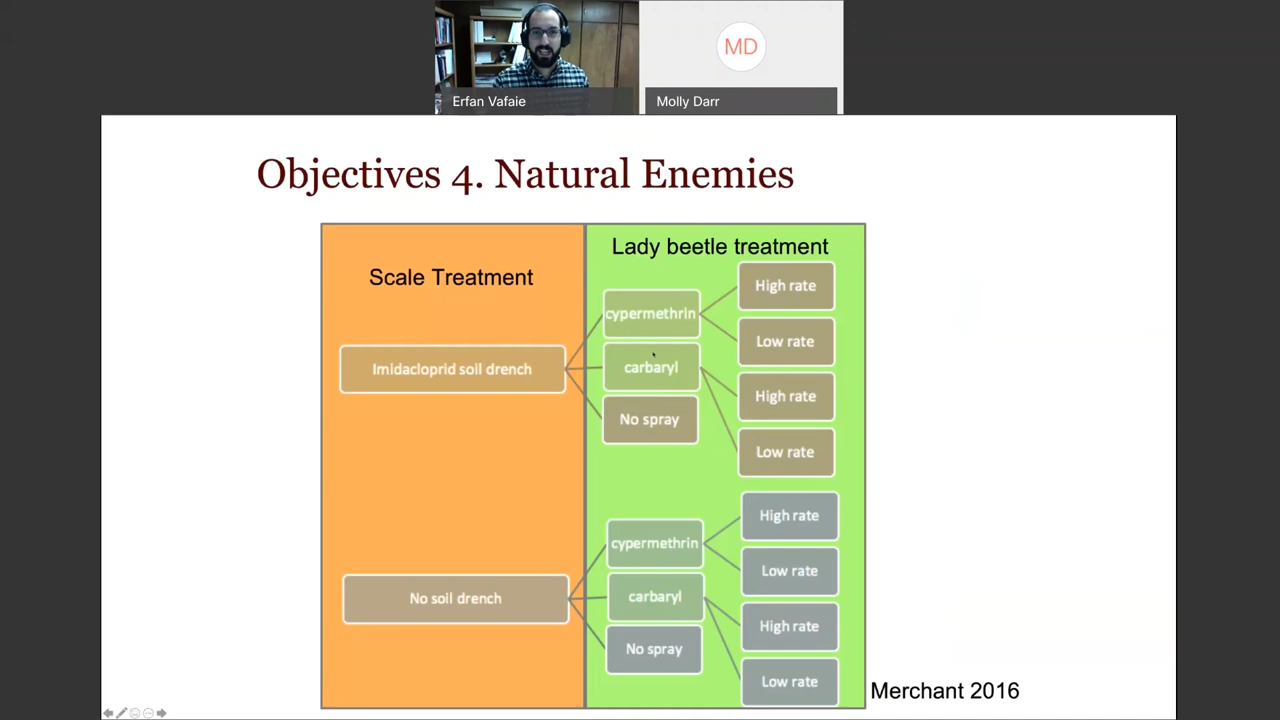 Erfan Vafaie
MD
Molly Darr
Objectives 4. Natural Enemies
Scale Treatment
Lady beetle treatment
Imidacloprid soil drench
cypermethrin
High rate
Low rate
carbaryl
High rate
Low rate
No spray
No soil drench
cypermethrin
High rate
Low rate
carbaryl
High rate
Low rate
No spray
Merchant 2016